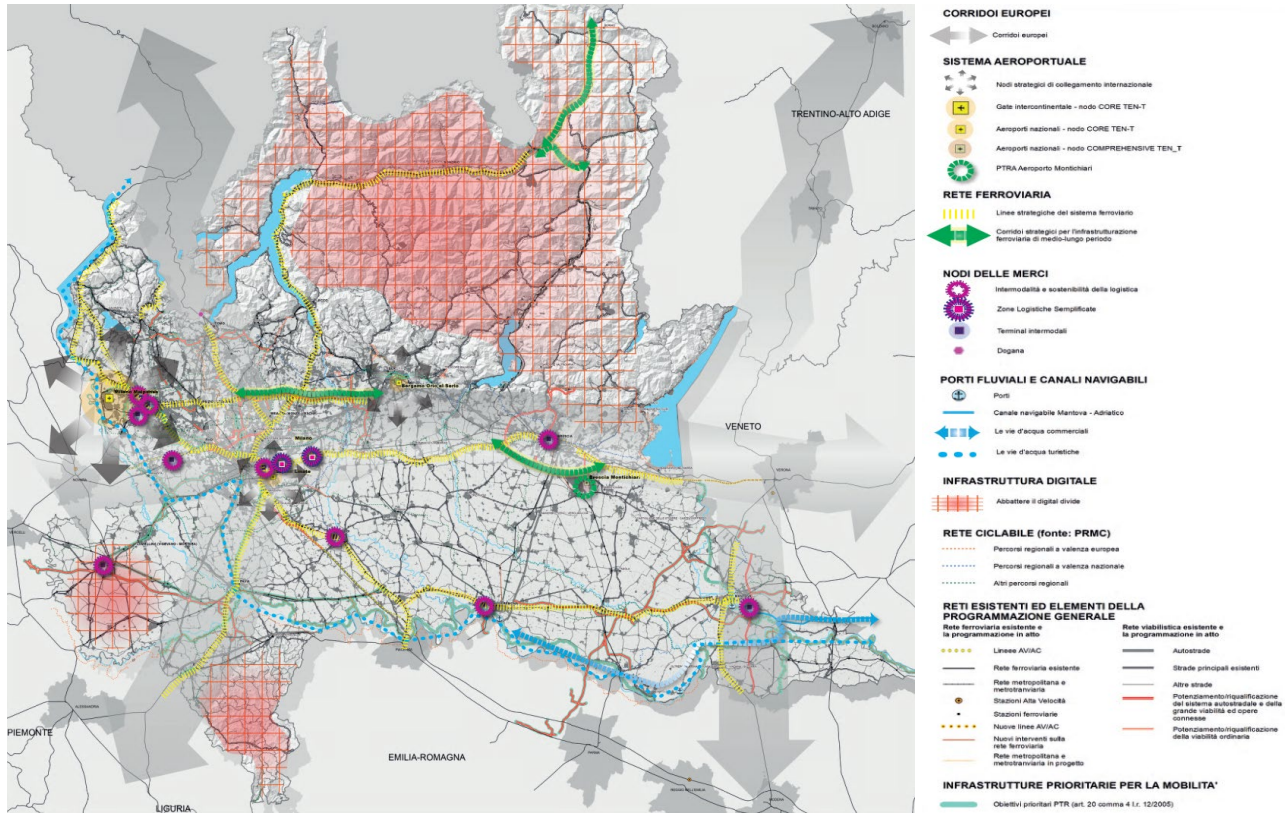 TRENTINO-ALTO ADIGE
VENETO
Bergamo Orio al Serio
Milano
Linate
Brescia Montichiari
PIEMONTE
EMILIA-ROMAGNA
LIGURIA
CORRIDOI EUROPEI
Corridoi europei
SISTEMA AEROPORTUALE
Nodi strategici di collegamento internazionale
Gate intercontinentale - nodo CORE TEN-T
Aeroporti nazionali - nodo CORE TEN-T
Aeroporti nazionali - nodo COMPREHENSIVE TEN_T
PTRA Aeroporto Montichiari
RETE FERROVIARIA
Linee strategiche del sistema ferroviario
Corridoi strategici per l'infrastrutturazione
ferroviaria di medio-lungo periodo
NODI DELLE MERCI
Intermodalità e sostenibilità della logistica
Zone Logistiche Semplificate
Terminal intermodali
Dogana
PORTI FLUVIALI E CANALI NAVIGABILI
Porti
Canale navigabile Mantova - Adriatico
Le vie d'acqua commerciali
Le vie d'acqua turistiche
INFRASTRUTTURA DIGITALE
Abbattere il digital divide
RETE CICLABILE (fonte: PRMC)
Percorsi regionali a valenza europea
Percorsi regionali a valenza nazionale
Altri percorsi regionali
RETI ESISTENTI ED ELEMENTI DELLA
PROGRAMMAZIONE GENERALE
Rete ferroviaria esistente e
la programmazione in atto
Lineee AV/AC
Rete ferroviaria esistente
Rete metropolitana e
metrotranviaria
Stazioni Alta Velocità
Stazioni ferroviarie
Nuove linee AV/AC
Nuovi interventi sulla
rete ferroviaria
Rete metropolitana e
metrotranviaria in progetto
Rete viabilistica esistente e
la programmazione in atto
Autostrade
Strade principali esistenti
Altre strade
Potenziamento/riqualificazione
del sistema autostradale e della
grande viabilità ed opere
connesse
Potenziamento/riqualificazione
della viabilità ordinaria
INFRASTRUTTURE PRIORITARIE PER LA MOBILITA'
Obiettivi prioritari PTR (art. 20 comma 4 l.r. 12/2005)